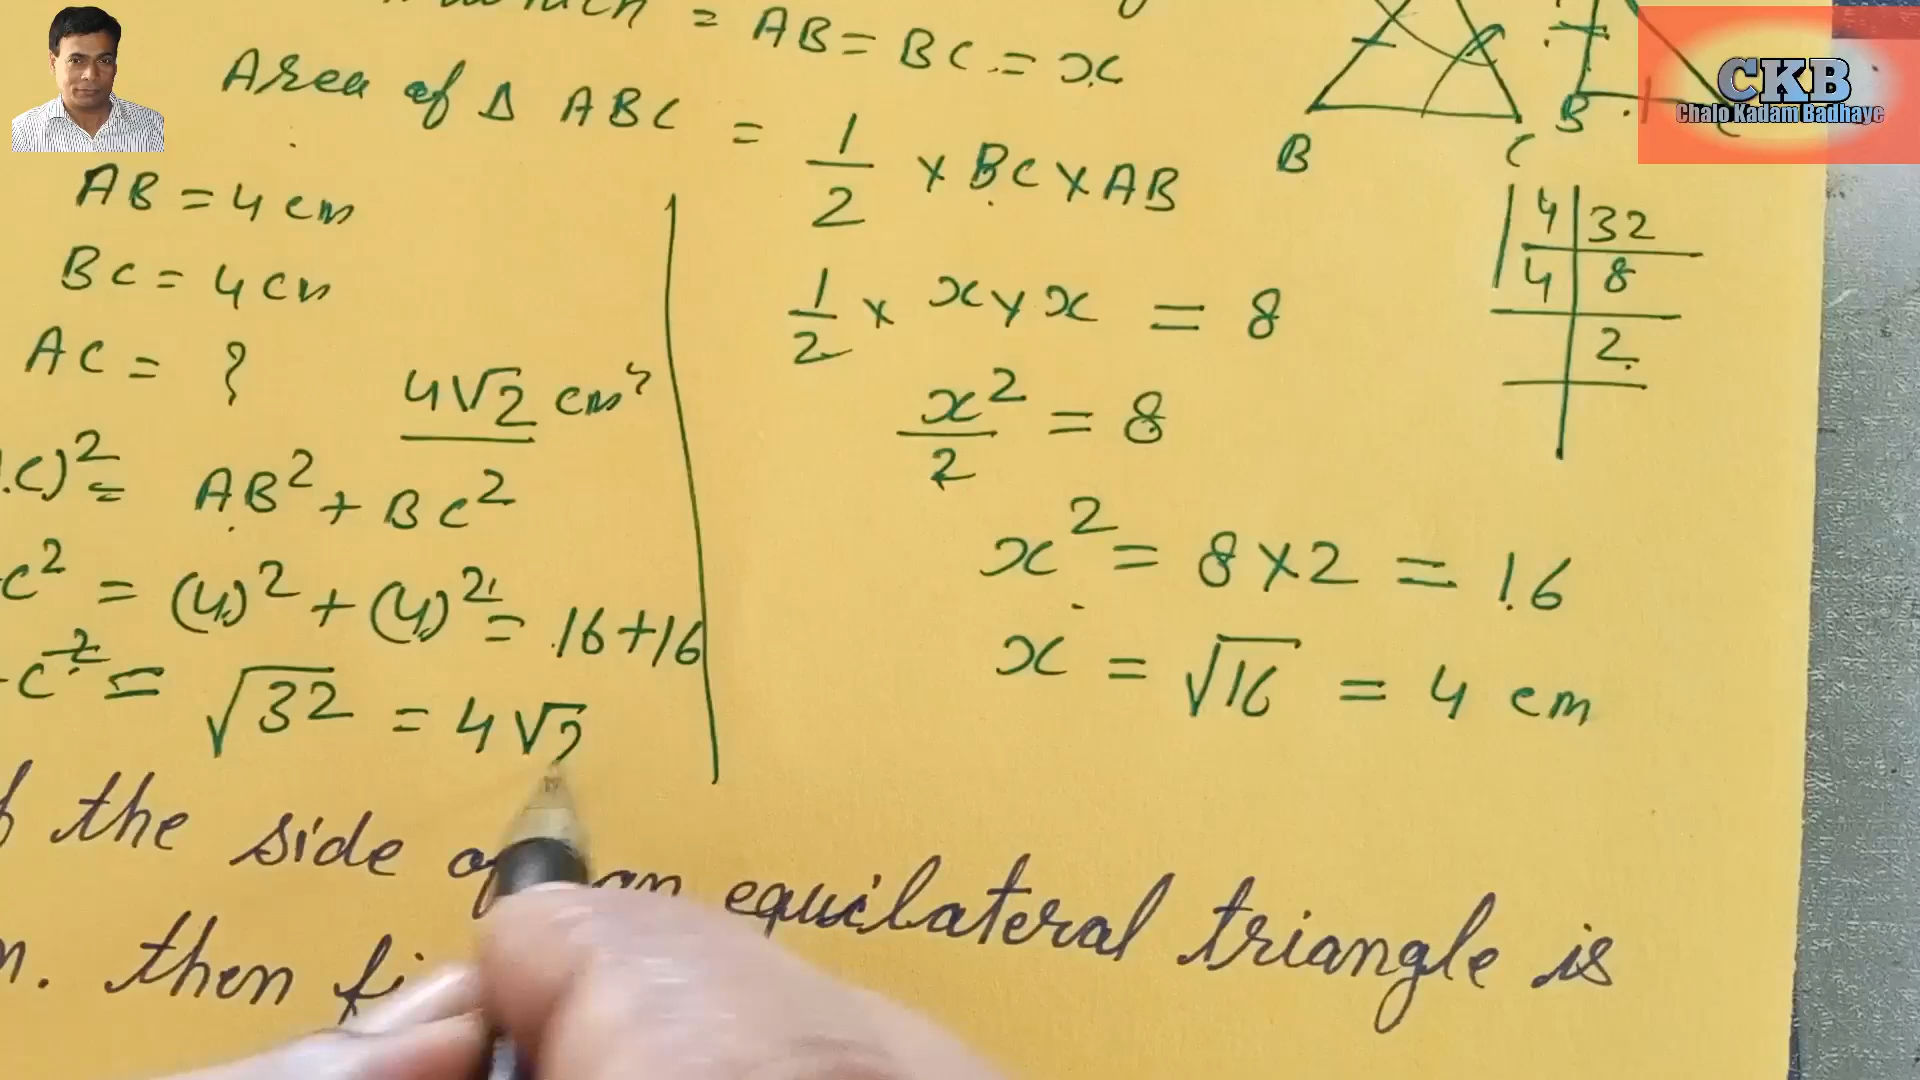 = AB = BC = x
Area of Δ ABC = 1/2 × BC × AB
CKB
Chalo Kadam Badhaye
B C B
AB = 4 cm
BC = 4 cm
AC = ?
4√2 cm
.C)² = AB² + BC²
C² = (4)² + (4)² = 16+16
C² = √32 = 4√2
1/2 × x × x = 8
x²/2 = 8
x² = 8×2 = 16
x = √16 = 4 cm
4 | 32
4 | 8
2
the side of an equilateral triangle is
then